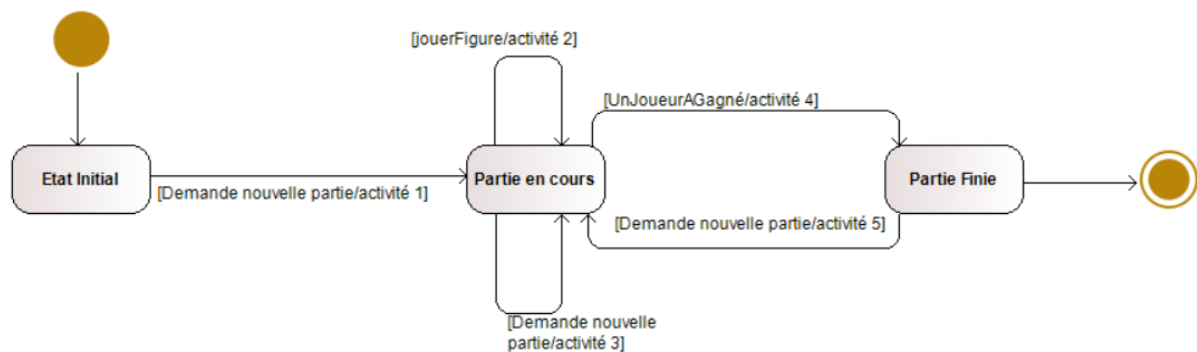 [jouerFigure/activité 2]
[UnJoueurAGagné/activité 4]
Etat Initial
Partie en cours
Partie Finie
[Demande nouvelle partie/activité 1]
[Demande nouvelle partie/activité 5]
[Demande nouvelle
partie/activité 3]